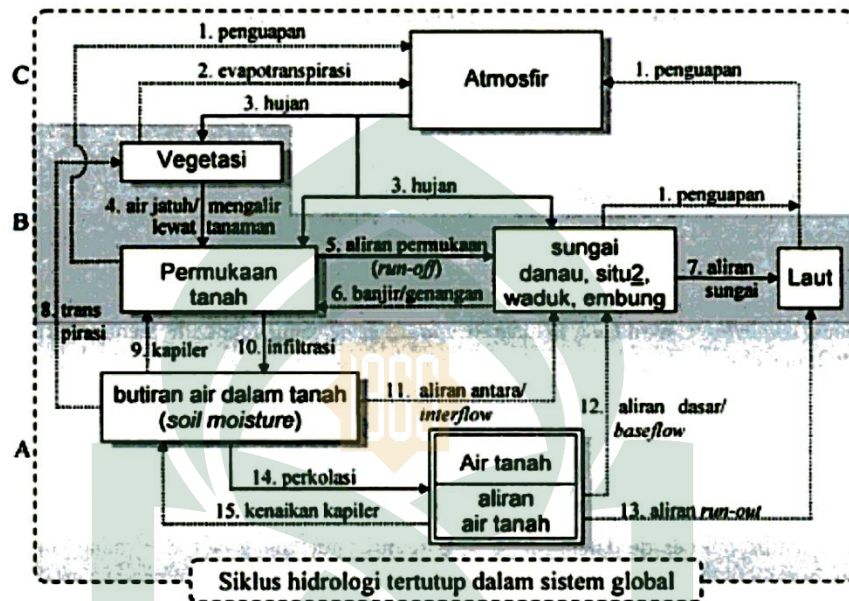 1. penguapan
C
2. evapotranspirasi
Atmosfir
1. penguapan
3. hujan
Vegetasi
3. hujan
1. penguapan
4. air jatuh/ mengalir
lewat tanaman
B
5. aliran permukaan
(run-off)
sungai
danau, situ2,
waduk, embung
Permukaan
tanah
7. aliran
sungai
Laut
6. banjir/genangan
8. trans
pirasi
9. kapiler
10. infiltrasi
butiran air dalam tanah
(soil moisture)
11. aliran antara/
interflow
12. aliran dasar/
baseflow
A
Air tanah
14. perkolasi
aliran
air tanah
15. kenaikan kapiler
13. aliran run-out
Siklus hidrologi tertutup dalam sistem global